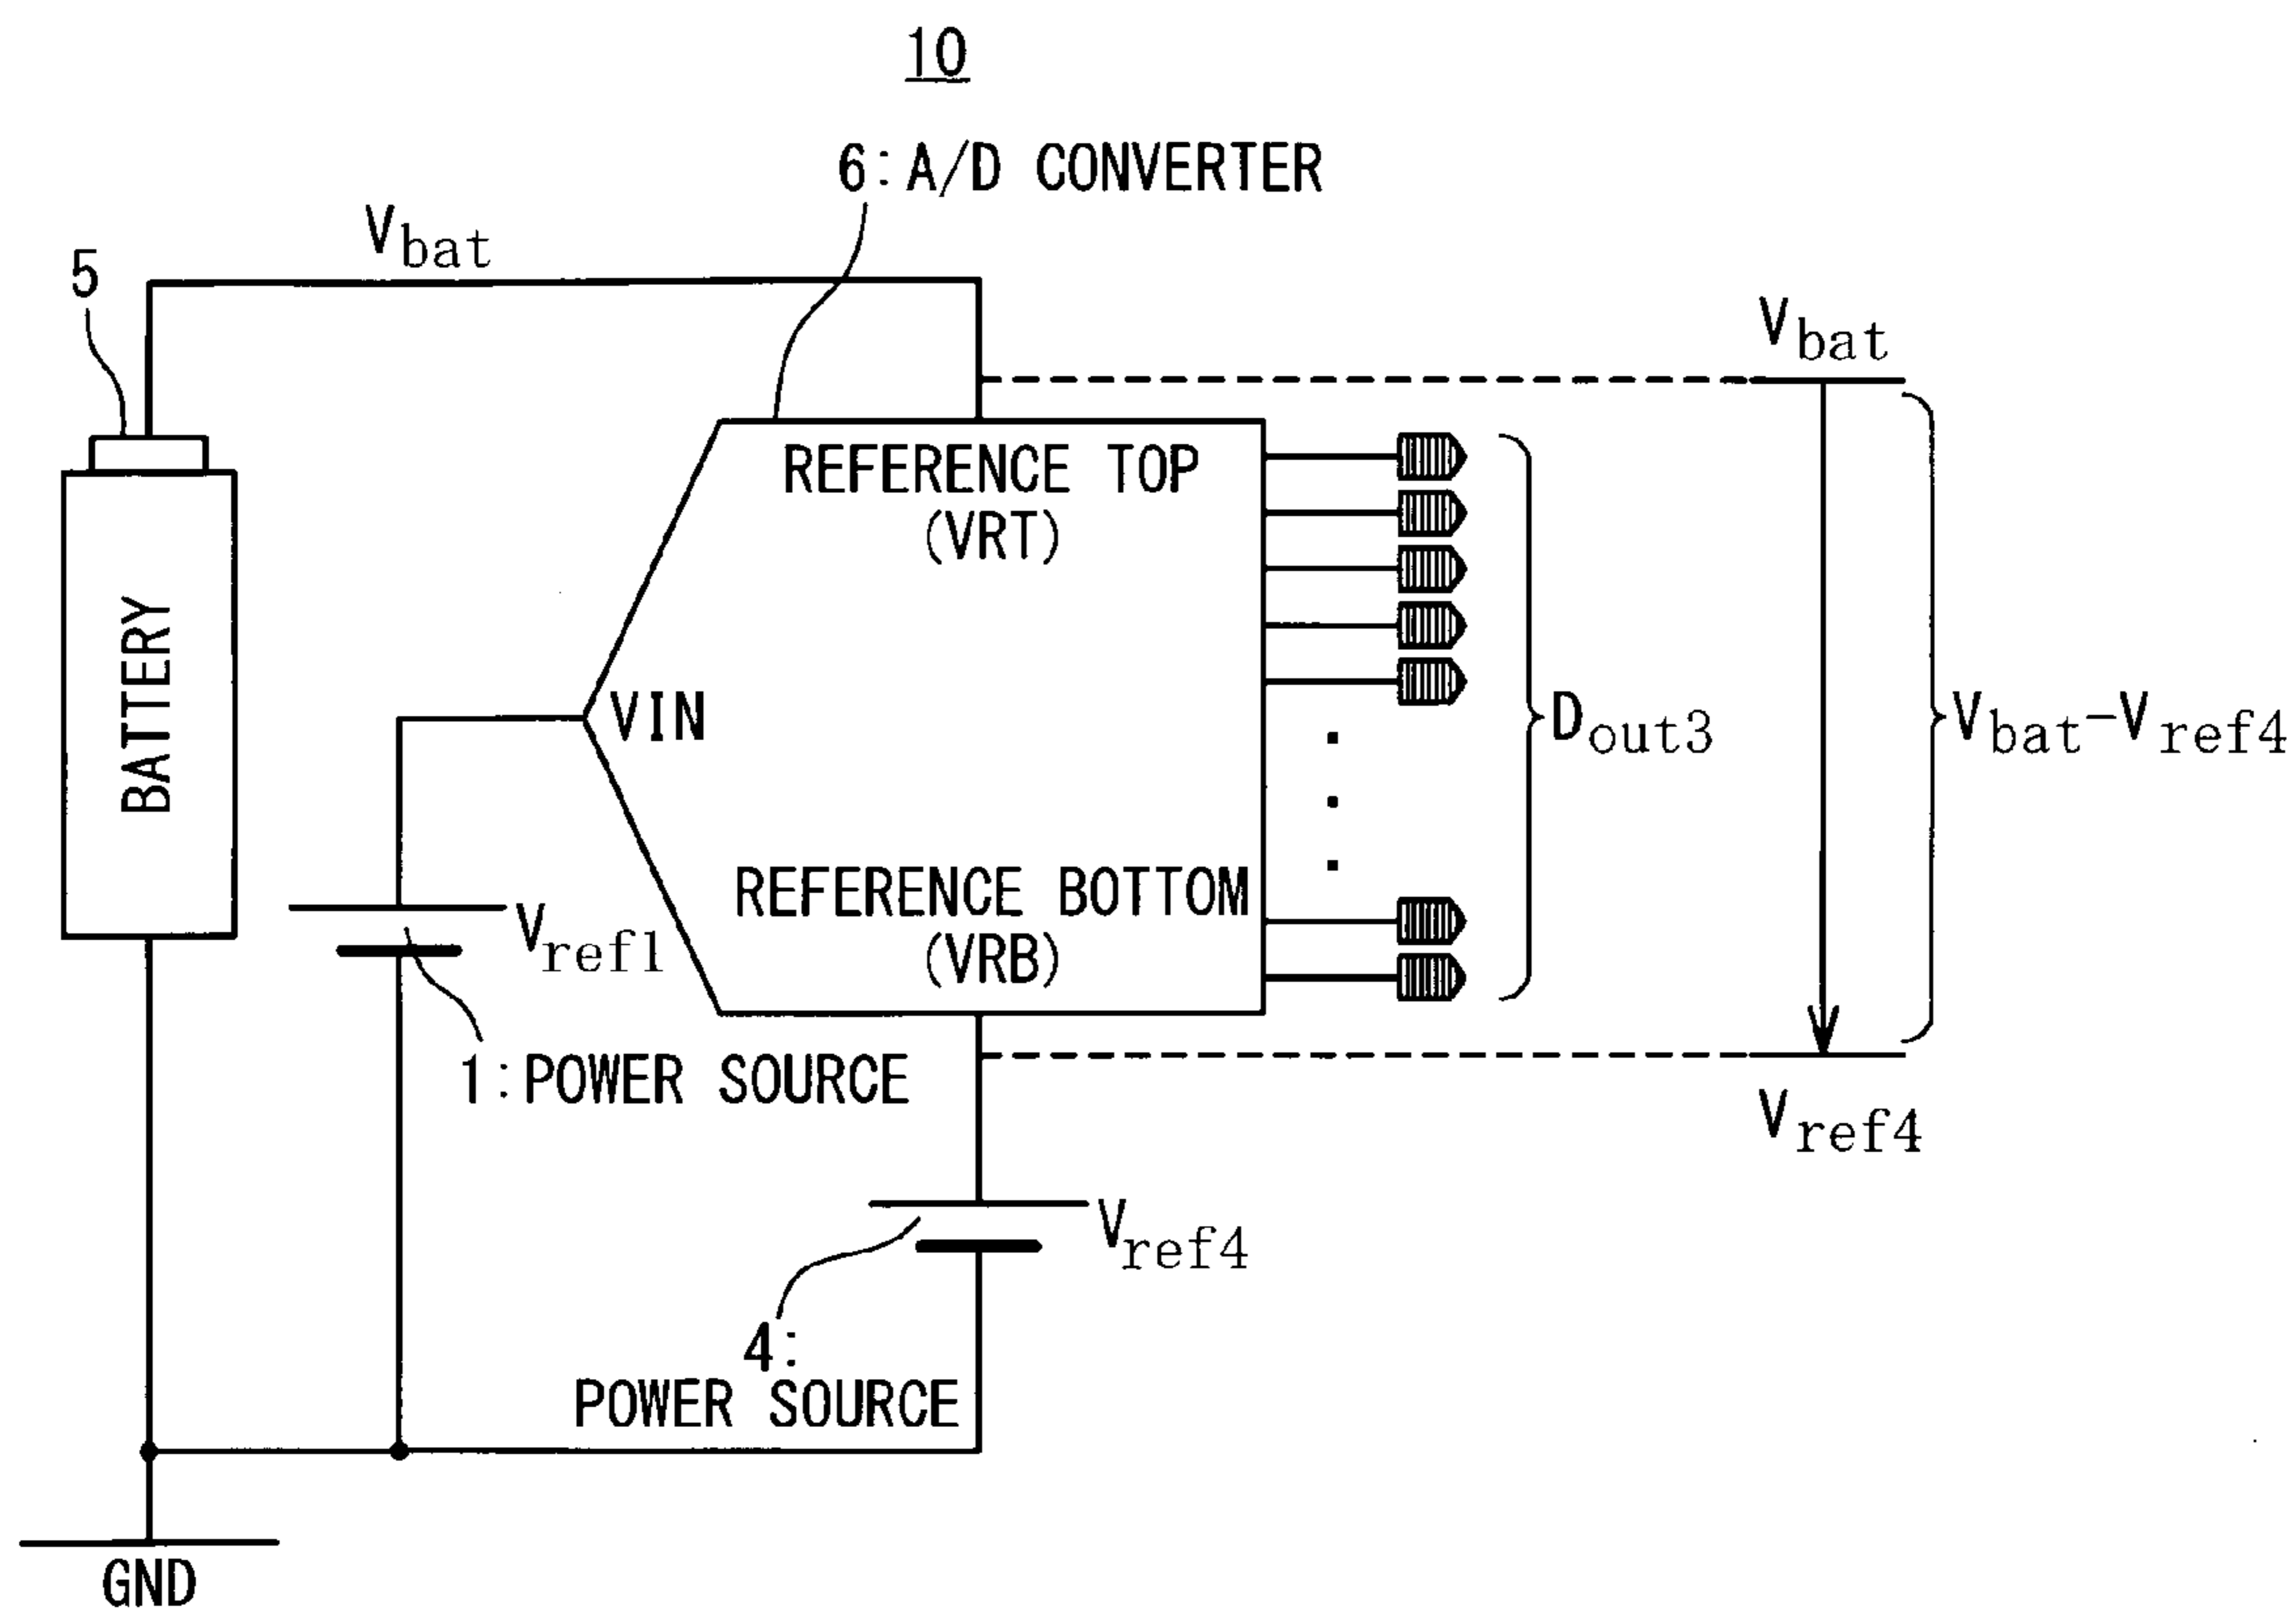 10
6:A/D CONVERTER
Vbat
5
Vbat
REFERENCE TOP
(VRT)
BATTERY
VIN
Dout3
Vbat-Vref4
REFERENCE BOTTOM
(VRB)
Vref1
1:POWER SOURCE
Vref4
Vref4
4:
POWER SOURCE
GND